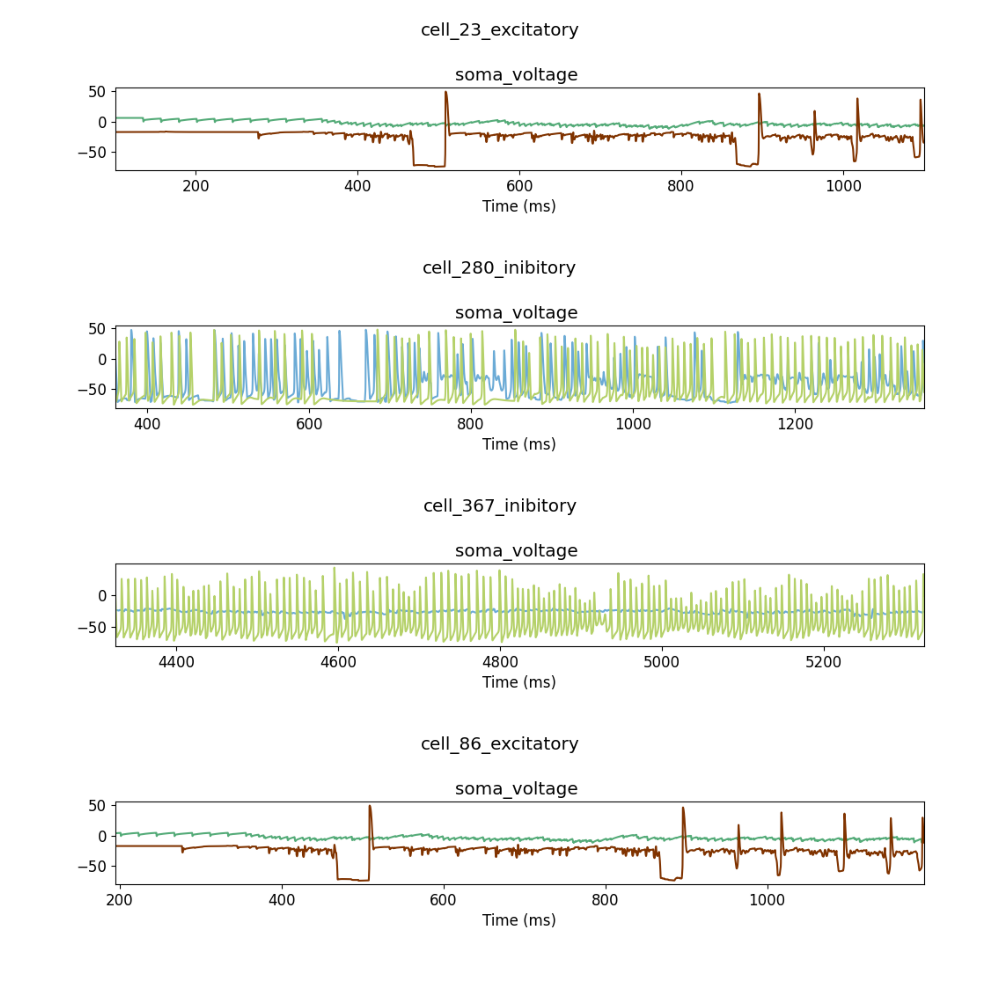 cell_23_excitatory
soma_voltage
50
0
−50
200 400 600 800 1000
Time (ms)
cell_280_inibitory
soma_voltage
50
0
−50
400 600 800 1000 1200
Time (ms)
cell_367_inibitory
soma_voltage
0
−50
4400 4600 4800 5000 5200
Time (ms)
cell_86_excitatory
soma_voltage
50
0
−50
200 400 600 800 1000
Time (ms)